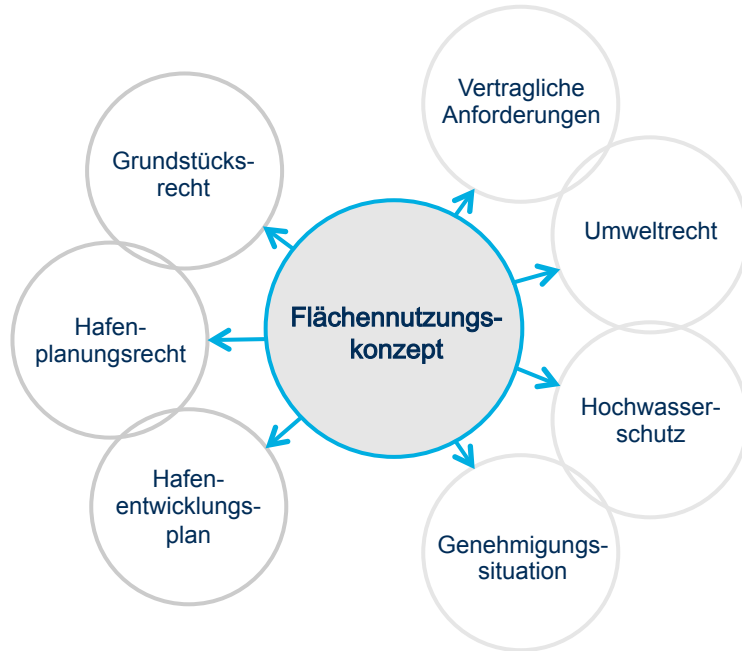 Vertragliche
Anforderungen
Grundstücks-
recht
Umweltrecht
Flächennutzungs-
konzept
Hafen-
planungsrecht
Hochwasser-
schutz
Hafen-
entwicklungs-
plan
Genehmigungs-
situation